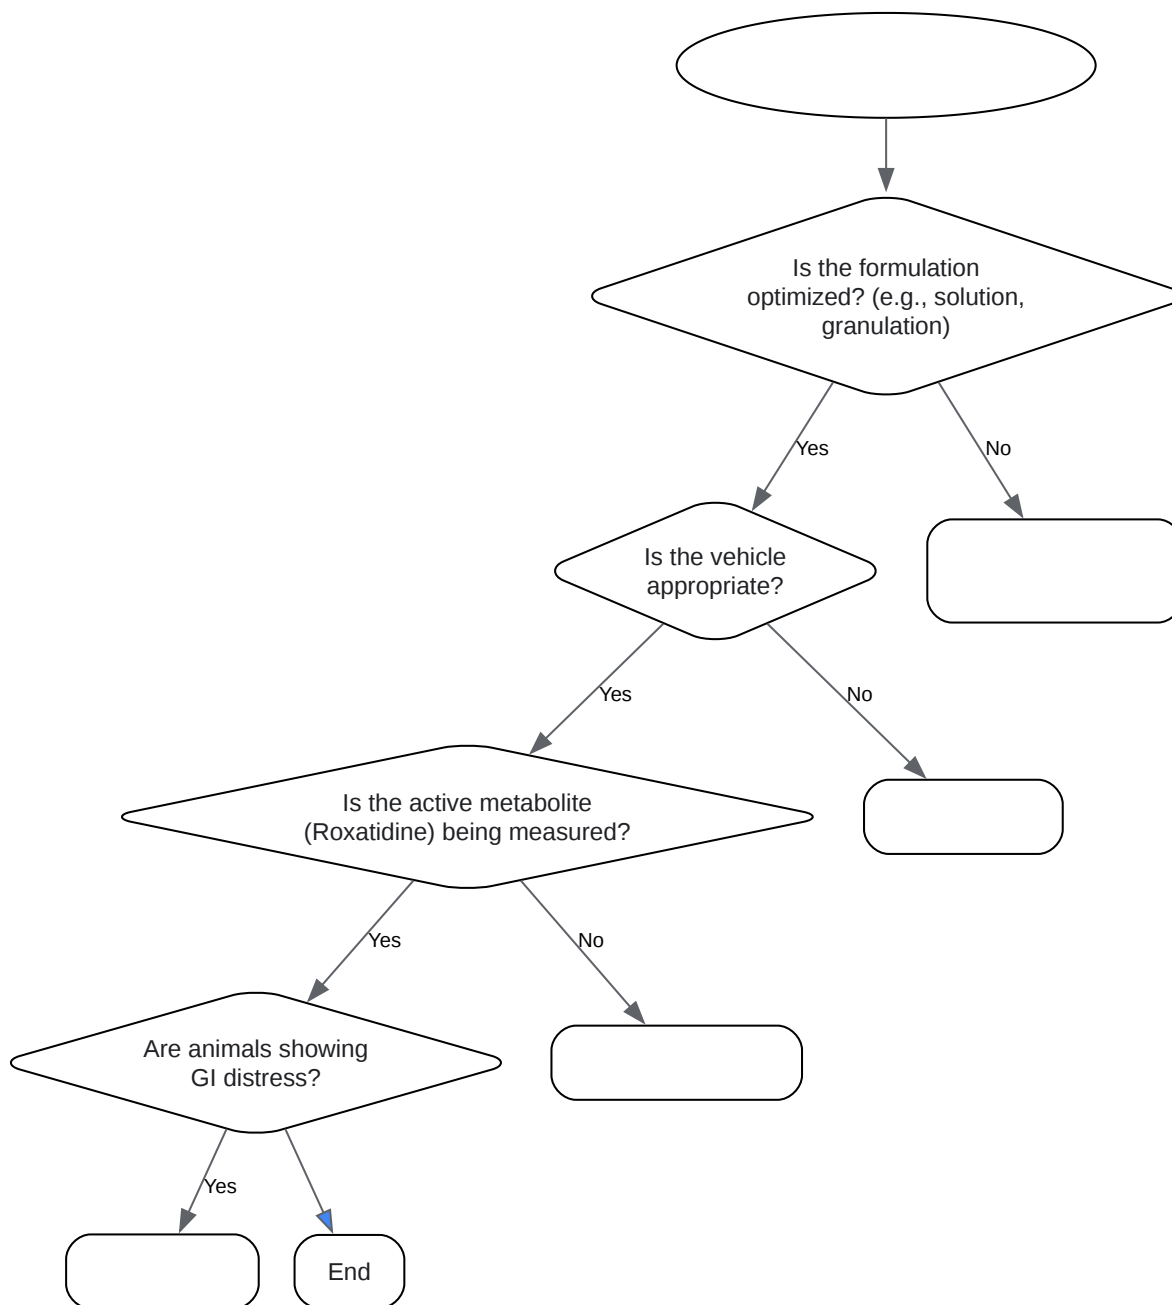 Is the formulation
optimized? (e.g., solution,
granulation)
Yes
No
Is the vehicle
appropriate?
Yes
No
Is the active metabolite
(Roxatidine) being measured?
Yes
No
Are animals showing
GI distress?
Yes
End